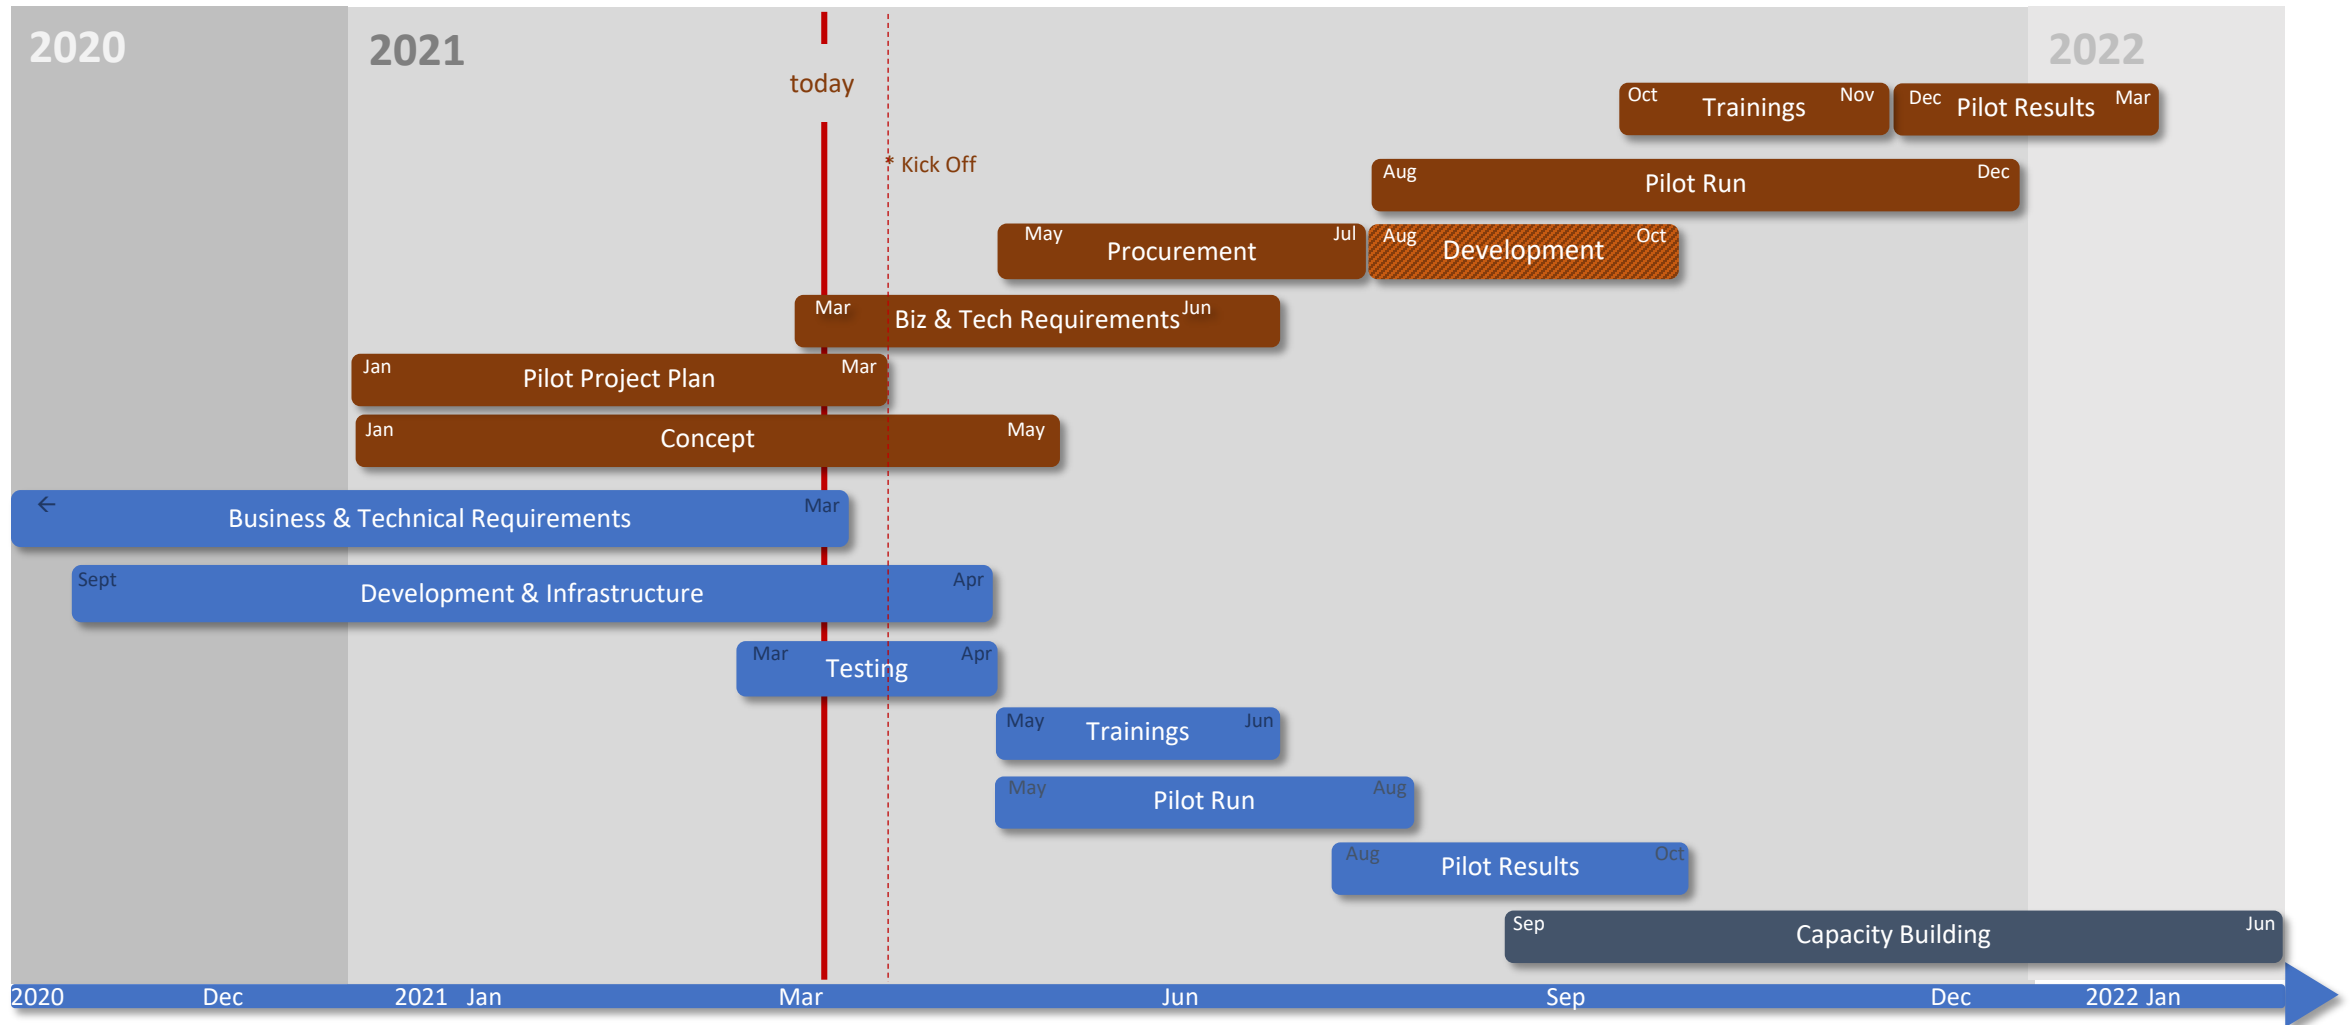 2020
2021
2022
today
Oct Trainings Nov
Dec Pilot Results Mar
* Kick Off
Aug Pilot Run Dec
May Procurement Jul
Aug Development Oct
Mar Biz & Tech Requirements Jun
Jan Pilot Project Plan Mar
Jan Concept May
← Business & Technical Requirements Mar
Sept Development & Infrastructure Apr
Mar Testing Apr
May Trainings Jun
May Pilot Run Aug
Aug Pilot Results Oct
Sep Capacity Building Jun
2020 Dec 2021 Jan Mar Jun Sep Dec 2022 Jan